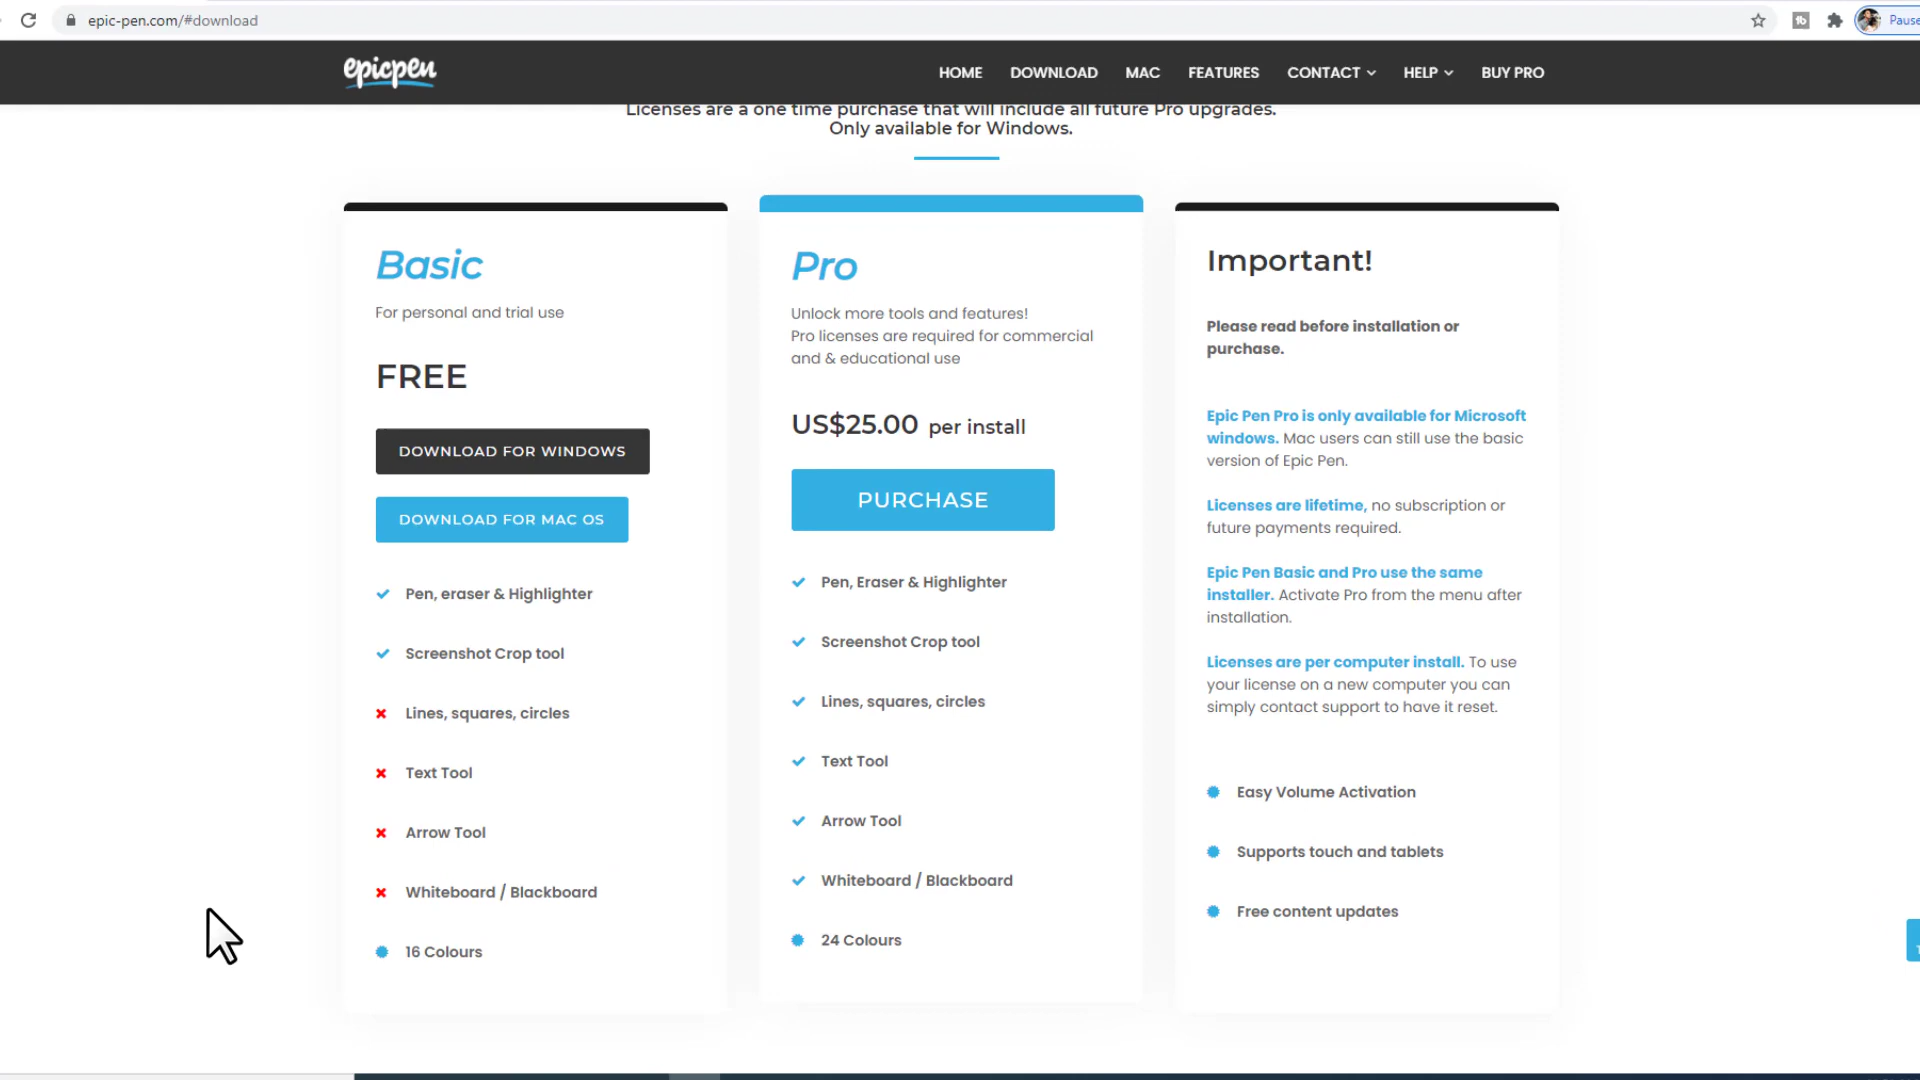 epic-pen.com/#download
Pause
epicpen
HOME DOWNLOAD MAC FEATURES CONTACT HELP BUY PRO
Licenses are a one time purchase that will include all future Pro upgrades.
Only available for Windows.
Basic
For personal and trial use
FREE
DOWNLOAD FOR WINDOWS
DOWNLOAD FOR MAC OS
Pen, eraser & Highlighter
Screenshot Crop tool
Lines, squares, circles
Text Tool
Arrow Tool
Whiteboard / Blackboard
16 Colours
Pro
Unlock more tools and features!
Pro licenses are required for commercial
and & educational use
US$25.00 per install
PURCHASE
Pen, Eraser & Highlighter
Screenshot Crop tool
Lines, squares, circles
Text Tool
Arrow Tool
Whiteboard / Blackboard
24 Colours
Important!
Please read before installation or
purchase.
Epic Pen Pro is only available for Microsoft
windows. Mac users can still use the basic
version of Epic Pen.
Licenses are lifetime, no subscription or
future payments required.
Epic Pen Basic and Pro use the same
installer. Activate Pro from the menu after
installation.
Licenses are per computer install. To use
your license on a new computer you can
simply contact support to have it reset.
Easy Volume Activation
Supports touch and tablets
Free content updates